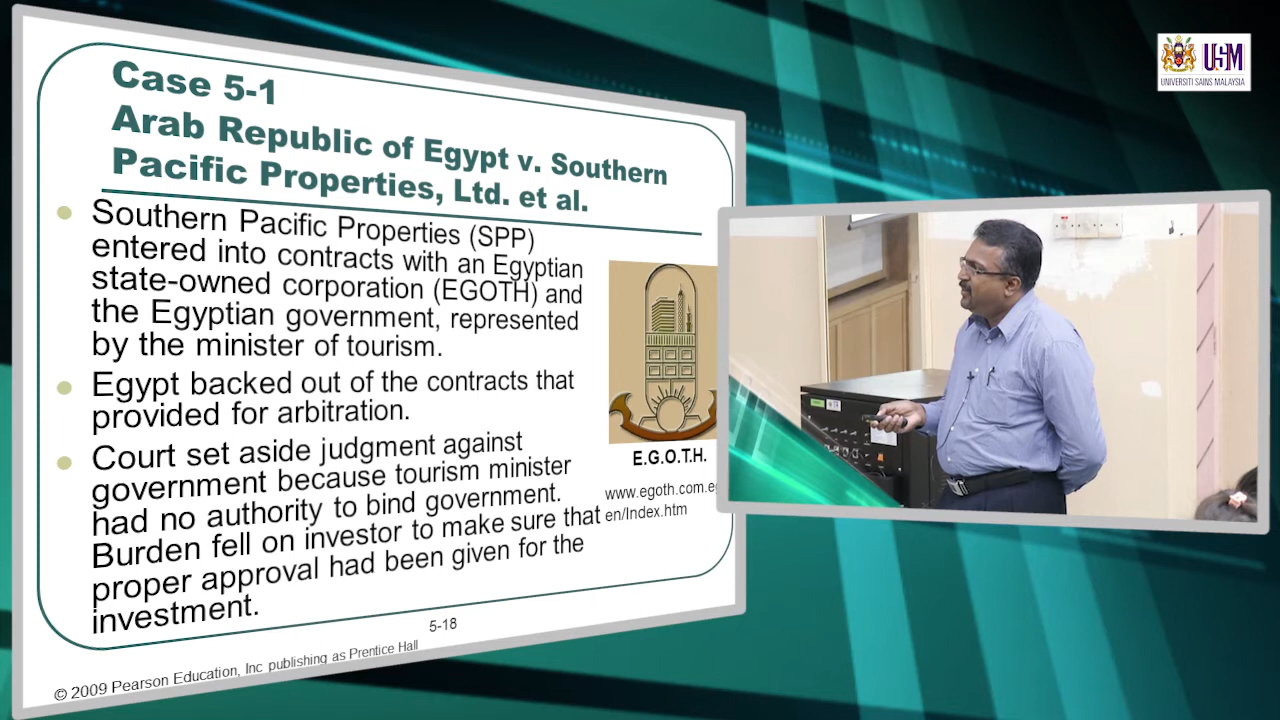 Case 5-1
Arab Republic of Egypt v. Southern
Pacific Properties, Ltd. et al.
Southern Pacific Properties (SPP)
entered into contracts with an Egyptian
state-owned corporation (EGOTH) and
the Egyptian government, represented
by the minister of tourism.
Egypt backed out of the contracts that
provided for arbitration.
Court set aside judgment against
government because tourism minister
had no authority to bind government.
Burden fell on investor to make sure that
proper approval had been given for the
investment.
E.G.O.T.H.
www.egoth.com.eg
en/Index.htm
5-18
© 2009 Pearson Education, Inc publishing as Prentice Hall
USM
UNIVERSITI SAINS MALAYSIA